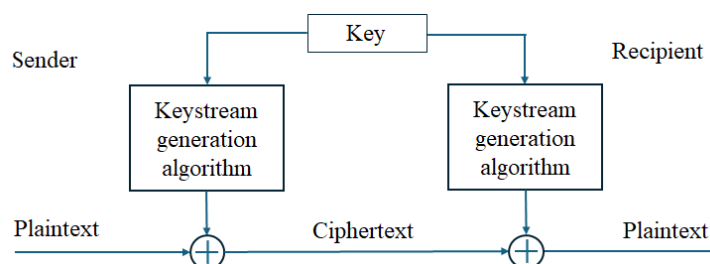 Key
Sender
Recipient
Keystream
generation
algorithm
Keystream
generation
algorithm
Plaintext
Ciphertext
Plaintext